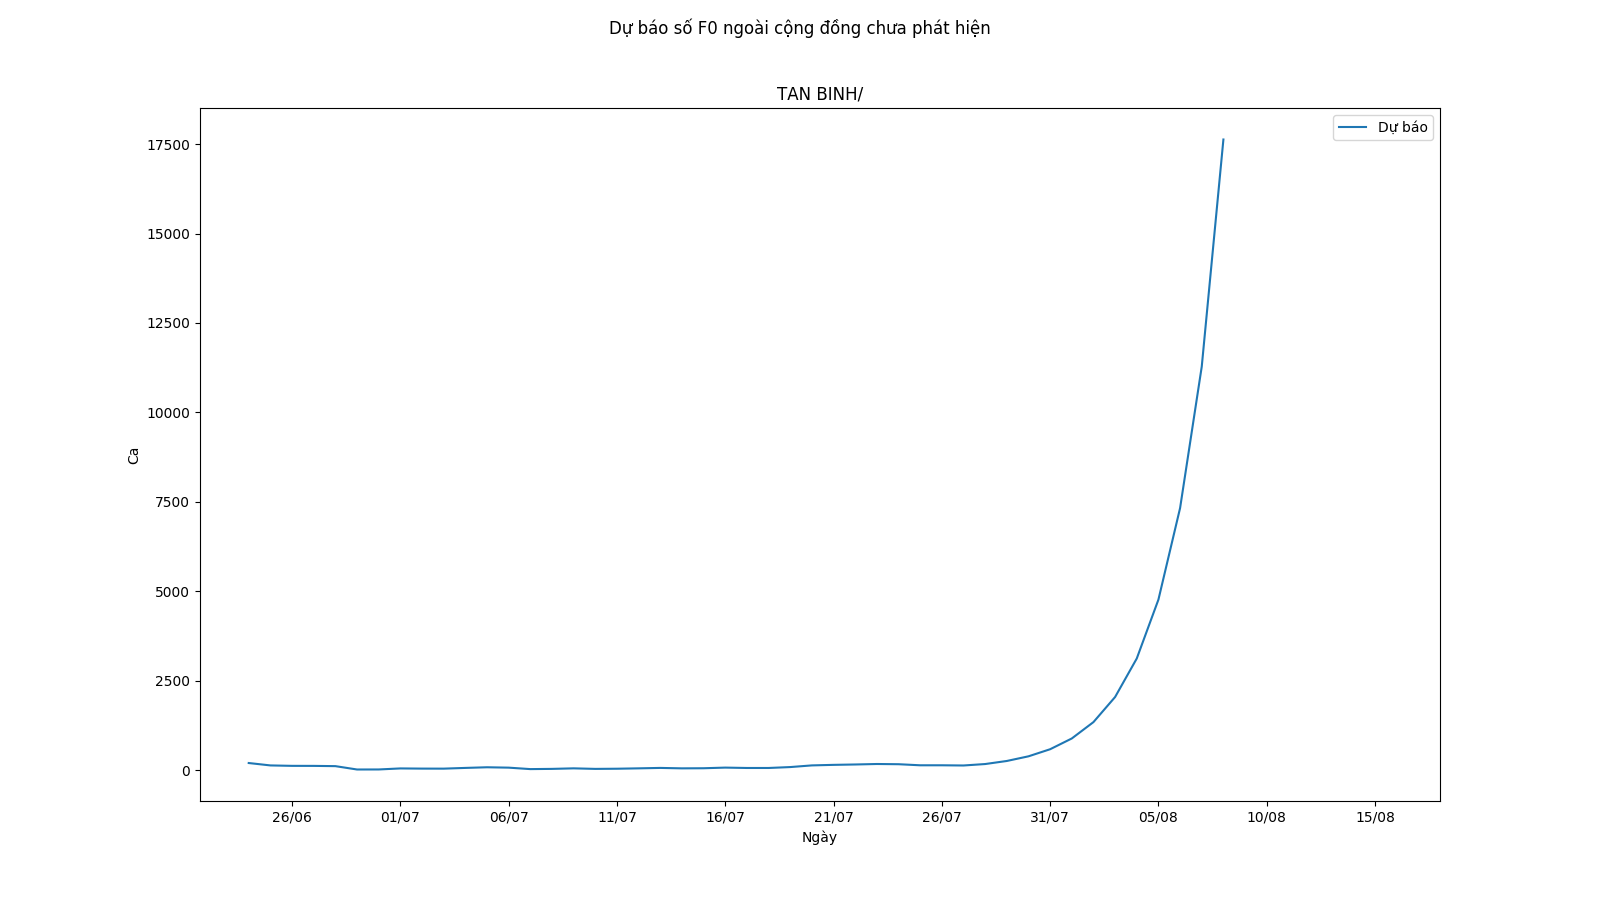 Dự báo số F0 ngoài cộng đồng chưa phát hiện
TAN BINH/
Dự báo
17500
15000
12500
10000
7500
5000
2500
0
Ca
26/06 01/07 06/07 11/07 16/07 21/07 26/07 31/07 05/08 10/08 15/08
Ngày